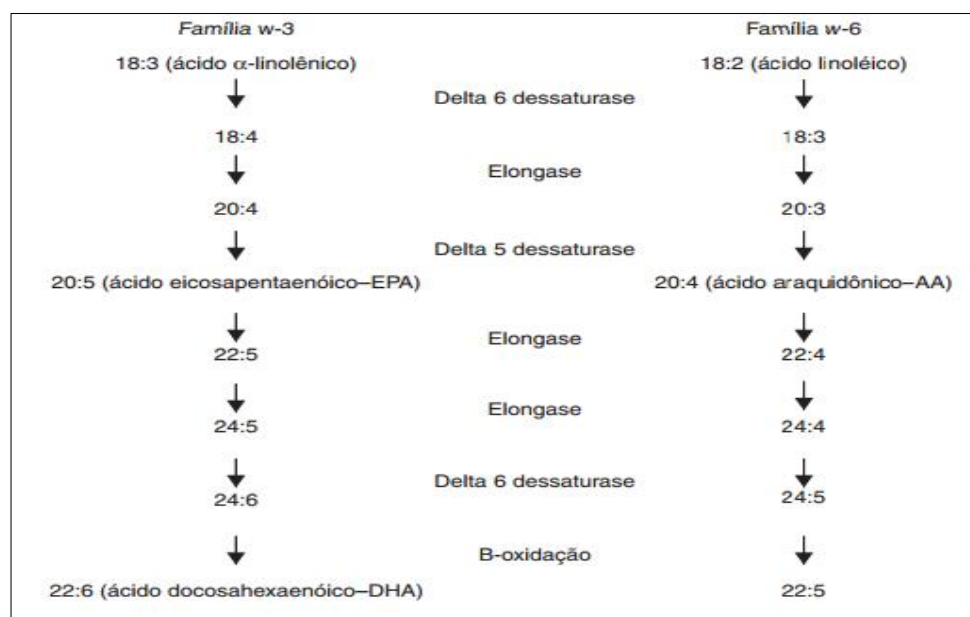 Família w-3 Família w-6
18:3 (ácido α-linolênico) 18:2 (ácido linoléico)
Delta 6 dessaturase
18:4 18:3
Elongase
20:4 20:3
Delta 5 dessaturase
20:5 (ácido eicosapentaenóico–EPA) 20:4 (ácido araquidônico–AA)
Elongase
22:5 22:4
Elongase
24:5 24:4
Delta 6 dessaturase
24:6 24:5
B-oxidação
22:6 (ácido docosahexaenóico–DHA) 22:5